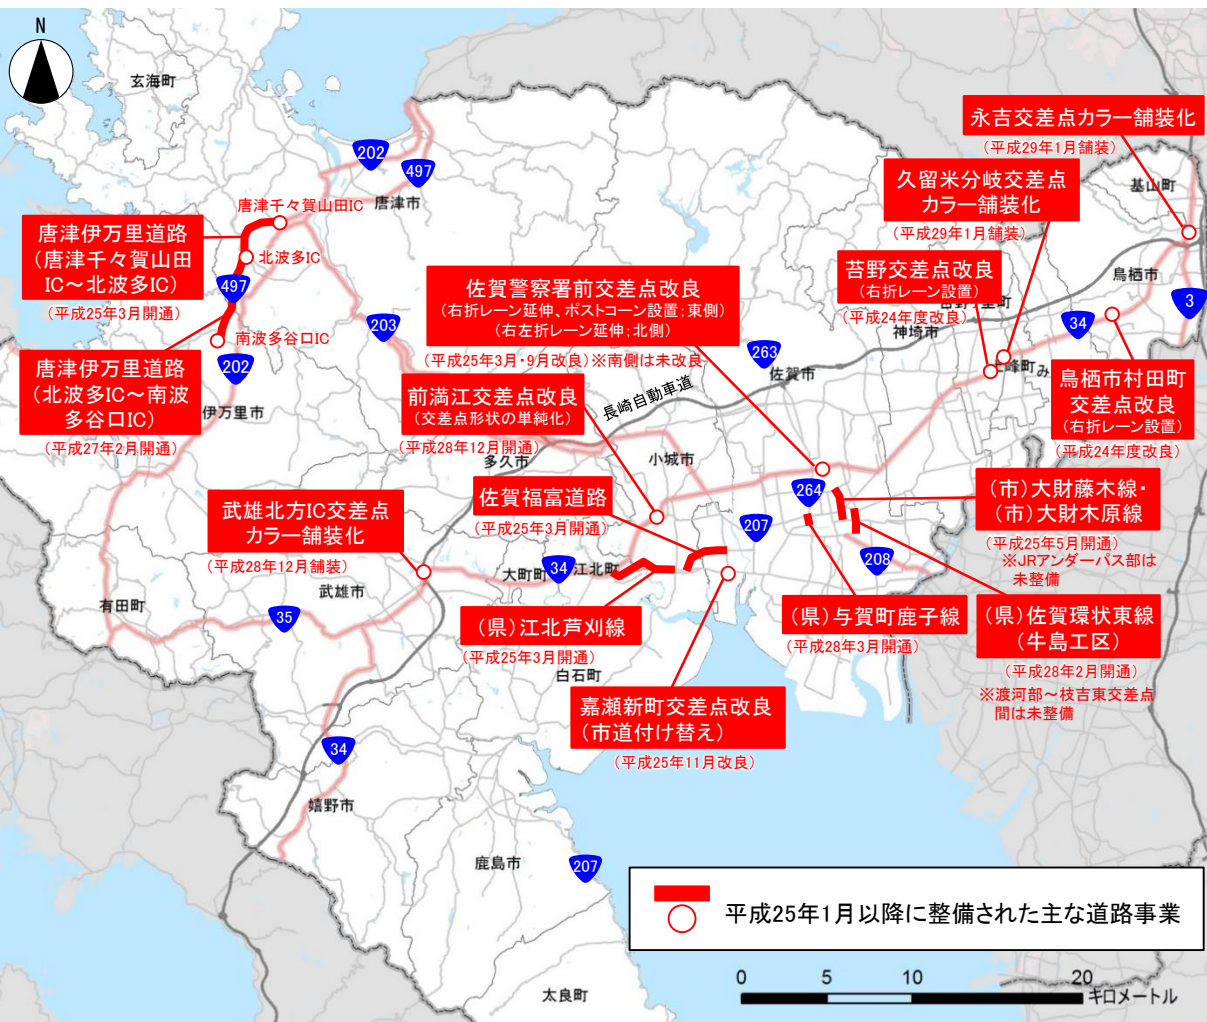 N
玄海町
202
497
唐津市
唐津千々賀山田IC
北波多IC
497
南波多谷口IC
202
伊万里市
唐津伊万里道路
(唐津千々賀山田
IC～北波多IC)
(平成25年3月開通)
唐津伊万里道路
(北波多IC～南波
多谷口IC)
(平成27年2月開通)
203
佐賀警察署前交差点改良
(右折レーン延伸、ポストコーン設置;東側)
(右左折レーン延伸;北側)
(平成25年3月・9月改良)※南側は未改良
前満江交差点改良
(交差点形状の単純化)
(平成28年12月開通)
長崎自動車道
263
佐賀市
多久市
小城市
永吉交差点カラー舗装化
(平成29年1月舗装)
久留米分岐交差点
カラー舗装化
(平成29年1月舗装)
基山町
苔野交差点改良
(右折レーン設置)
(平成24年度改良)
里町
神埼市
鳥栖市
3
34
峰町
み
鳥栖市村田町
交差点改良
(右折レーン設置)
(平成24年度改良)
武雄北方IC交差点
カラー舗装化
(平成28年12月舗装)
佐賀福富道路
(平成25年3月開通)
264
207
208
(市)大財藤木線・
(市)大財木原線
(平成25年5月開通)
※JRアンダーパス部は
未整備
大町町
34
江北町
有田町
35
武雄市
(県)江北芦刈線
(平成25年3月開通)
白石町
(県)与賀町鹿子線
(平成28年3月開通)
(県)佐賀環状東線
(牛島工区)
(平成28年2月開通)
※渡河部～枝吉東交差点
間は未整備
嘉瀬新町交差点改良
(市道付け替え)
(平成25年11月改良)
34
嬉野市
鹿島市
207
太良町
平成25年1月以降に整備された主な道路事業
0 5 10 20
キロメートル